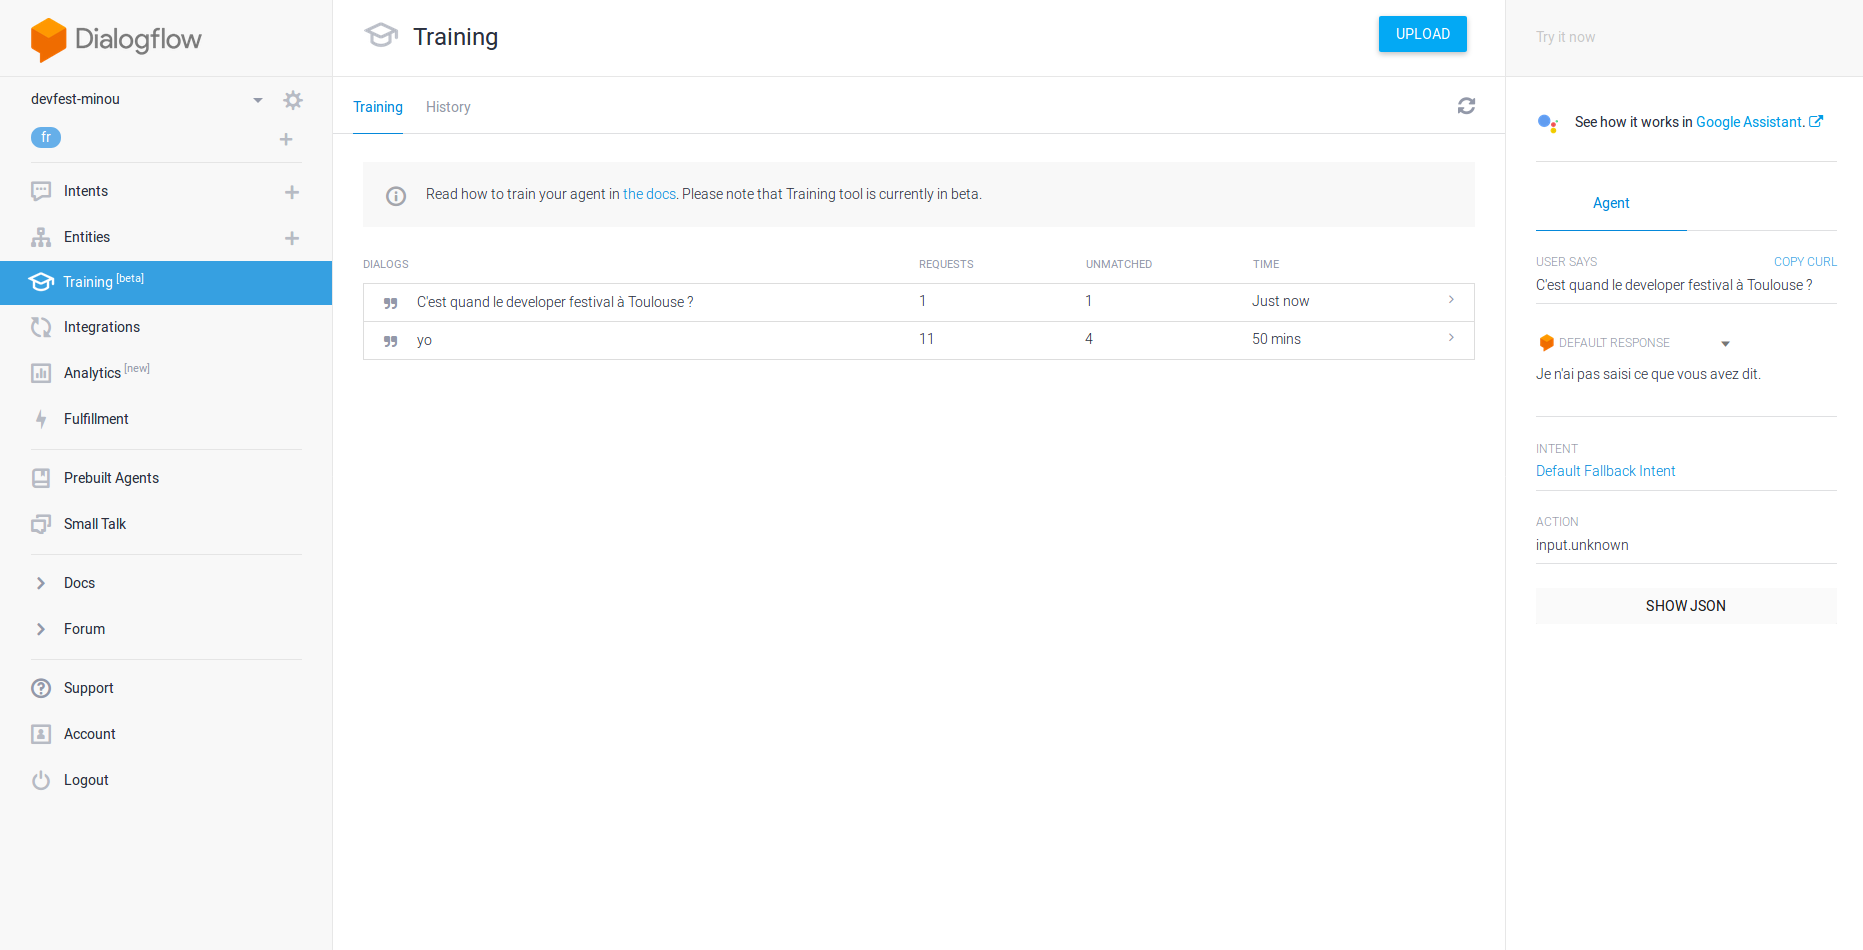 Dialogflow
devfest-minou
fr
Intents
Entities
Training [beta]
Integrations
Analytics [new]
Fulfillment
Prebuilt Agents
Small Talk
Docs
Forum
Support
Account
Logout
Training
UPLOAD
Training History
Read how to train your agent in the docs. Please note that Training tool is currently in beta.
DIALOGS REQUESTS UNMATCHED TIME
C'est quand le developer festival à Toulouse ? 1 1 Just now
yo 11 4 50 mins
Try it now
See how it works in Google Assistant.
Agent
USER SAYS COPY CURL
C'est quand le developer festival à Toulouse ?
DEFAULT RESPONSE
Je n'ai pas saisi ce que vous avez dit.
INTENT
Default Fallback Intent
ACTION
input.unknown
SHOW JSON